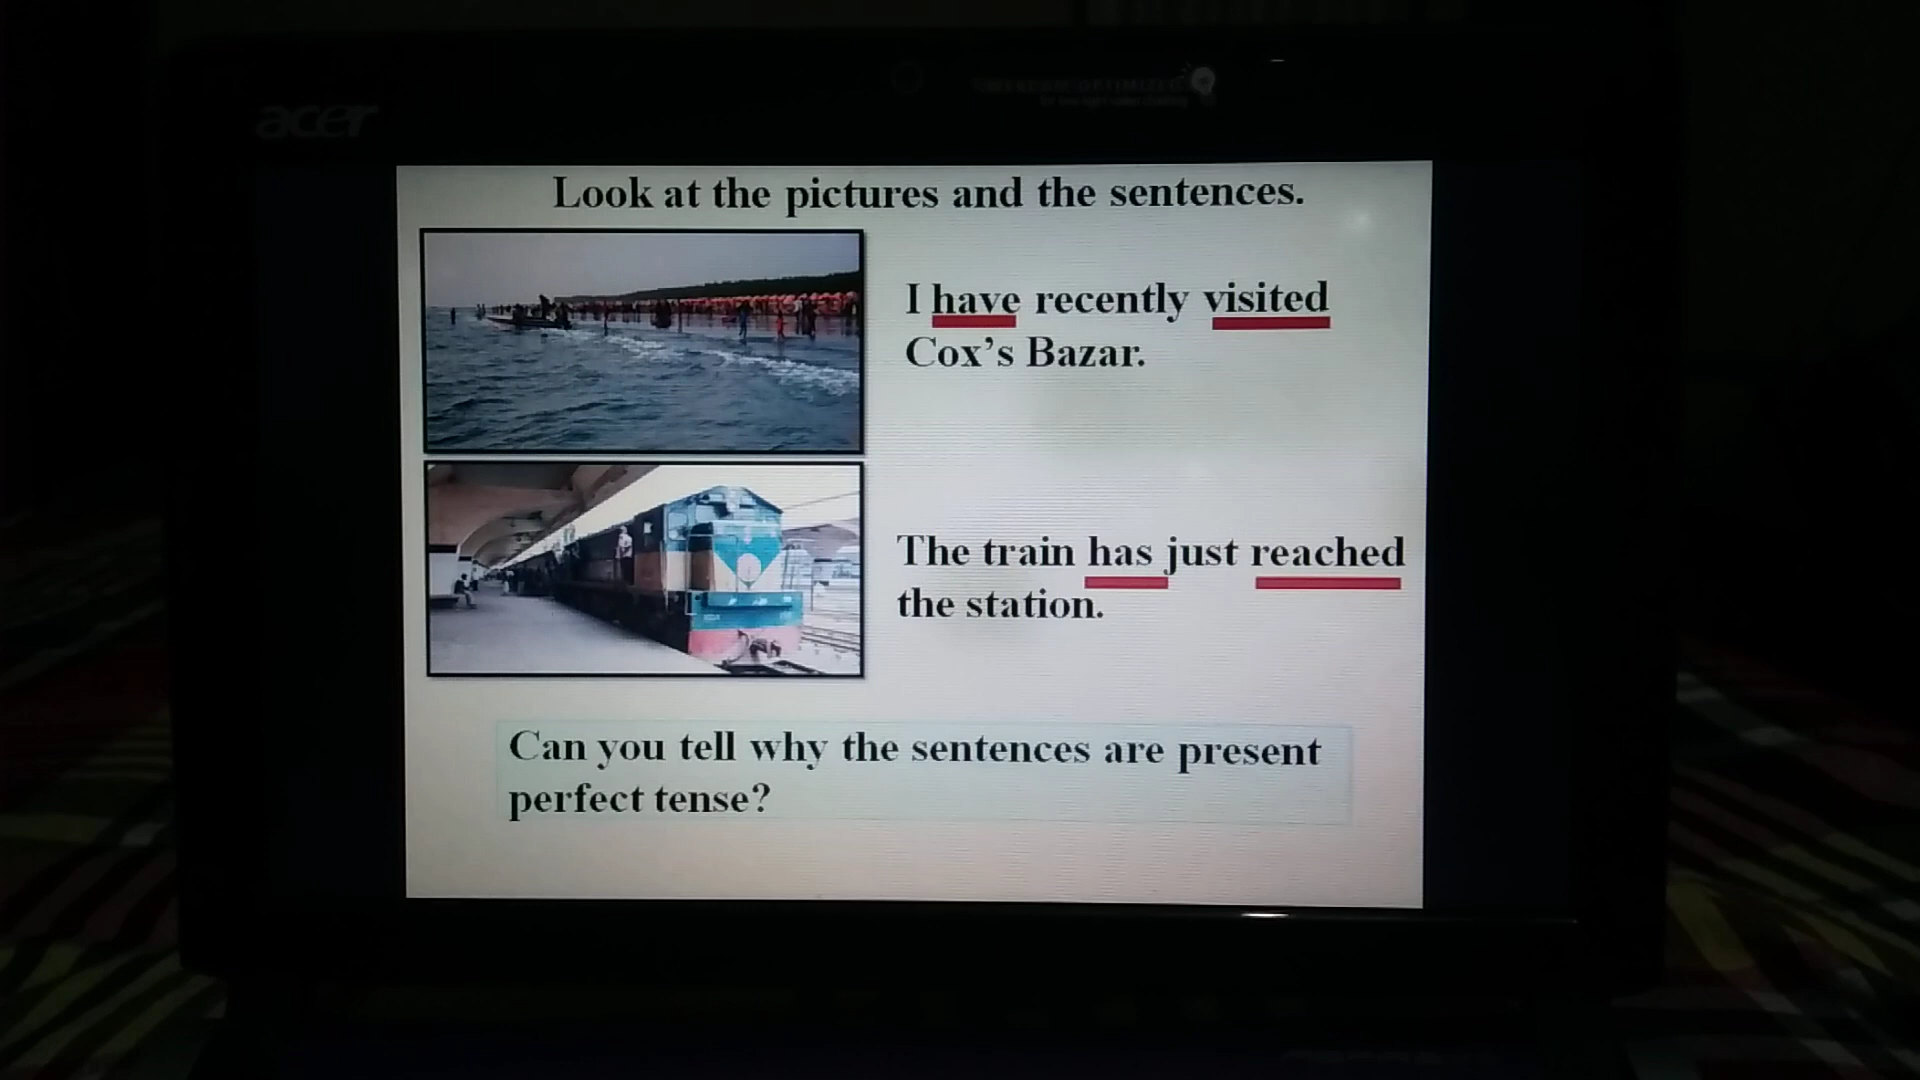 acer
Look at the pictures and the sentences.
I have recently visited
Cox's Bazar.
The train has just reached
the station.
Can you tell why the sentences are present
perfect tense?